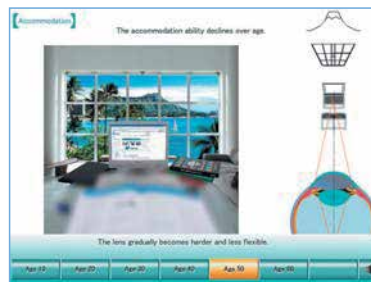 【Accommodation】
The accommodation ability declines over age.
The lens gradually becomes harder and less flexible.
Age 10 Age 20 Age 30 Age 40 Age 50 Age 60